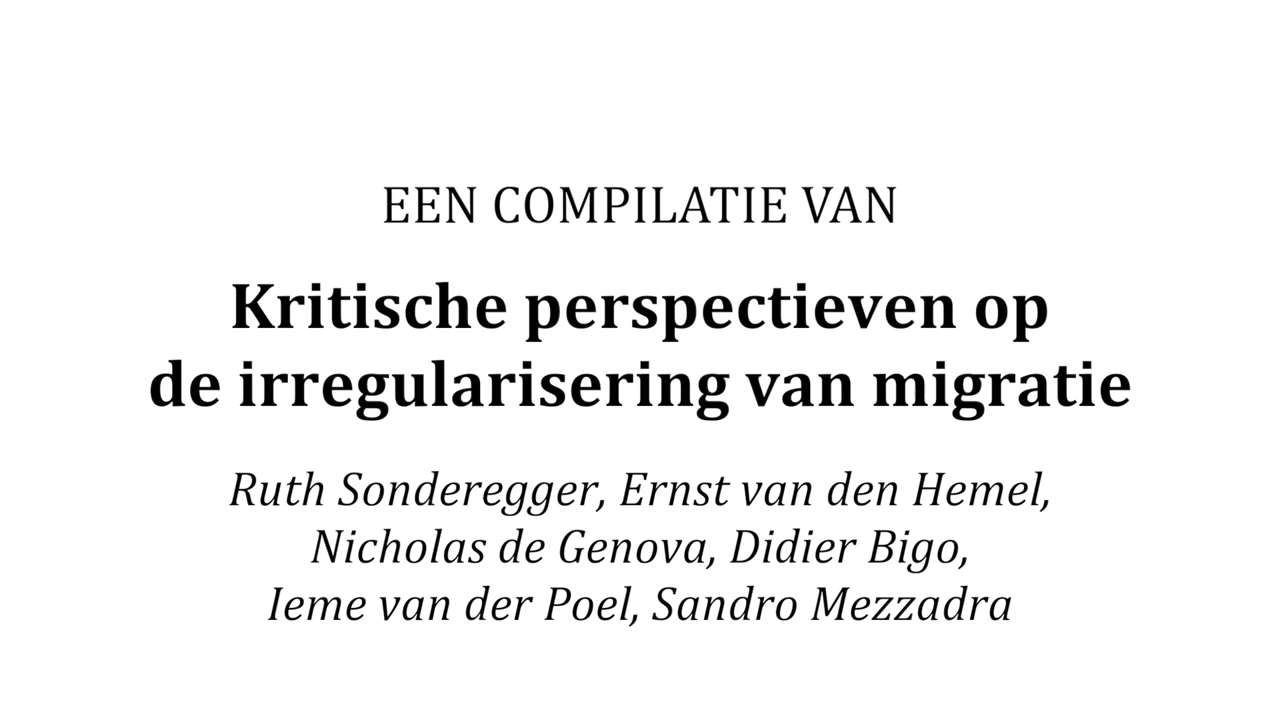 EEN COMPILATIE VAN
Kritische perspectieven op
de irregularisering van migratie
Ruth Sonderegger, Ernst van den Hemel,
Nicholas de Genova, Didier Bigo,
Ieme van der Poel, Sandro Mezzadra